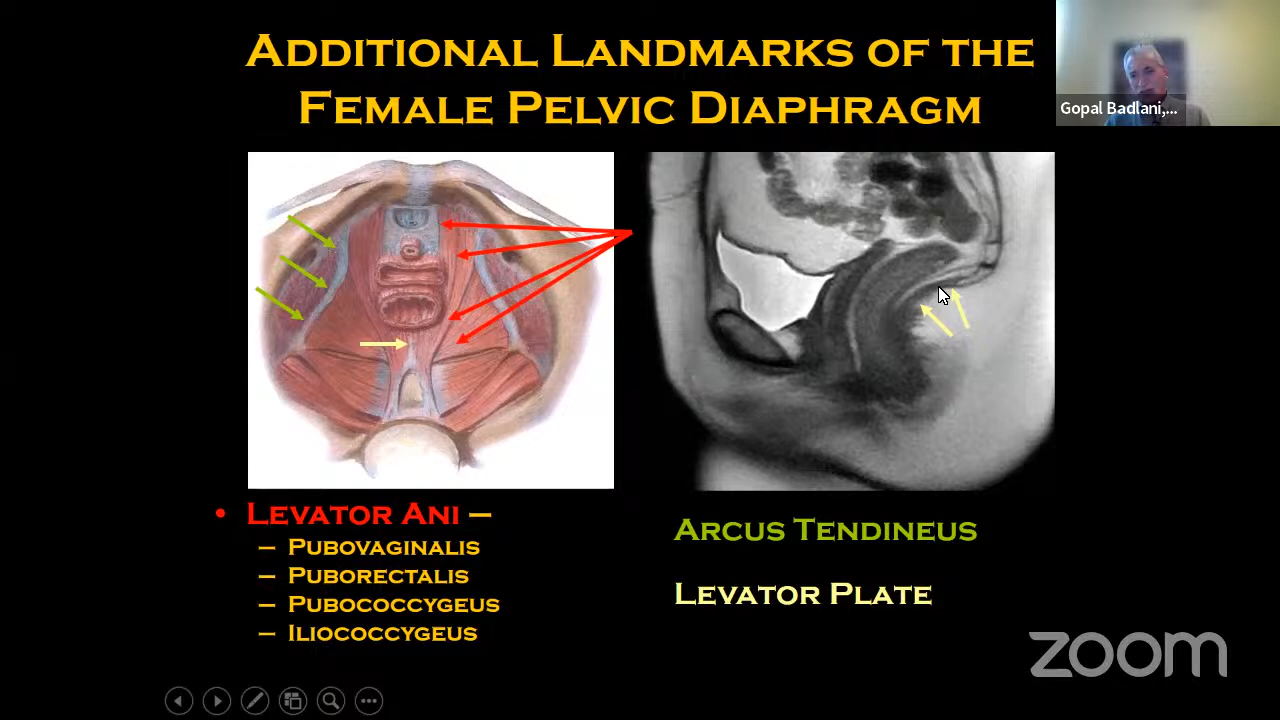 Additional Landmarks of the
Female Pelvic Diaphragm
Gopal Badlani,...
• Levator Ani –
– Pubovaginalis
– Puborectalis
– Pubococcygeus
– Iliococcygeus
Arcus Tendineus
Levator Plate
zoom